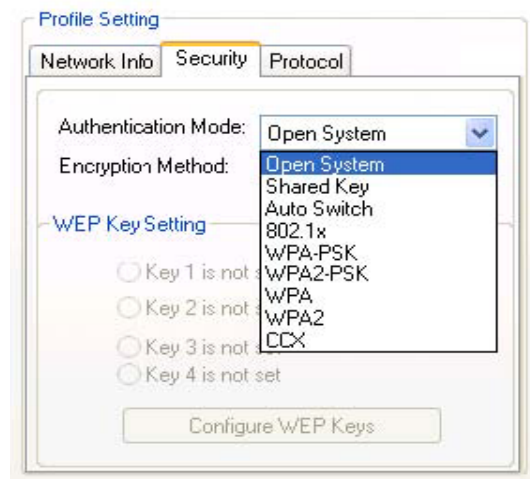 Profile Setting
Network Info Security Protocol
Authentication Mode: Open System
Encryption Method: Open System
Shared Key
Auto Switch
WEP Key Setting 802.1x
WPA-PSK
Key 1 is not WPA2-PSK
WPA
Key 2 is not WPA2
Key 3 is not CCX
Key 4 is not set
Configure WEP Keys